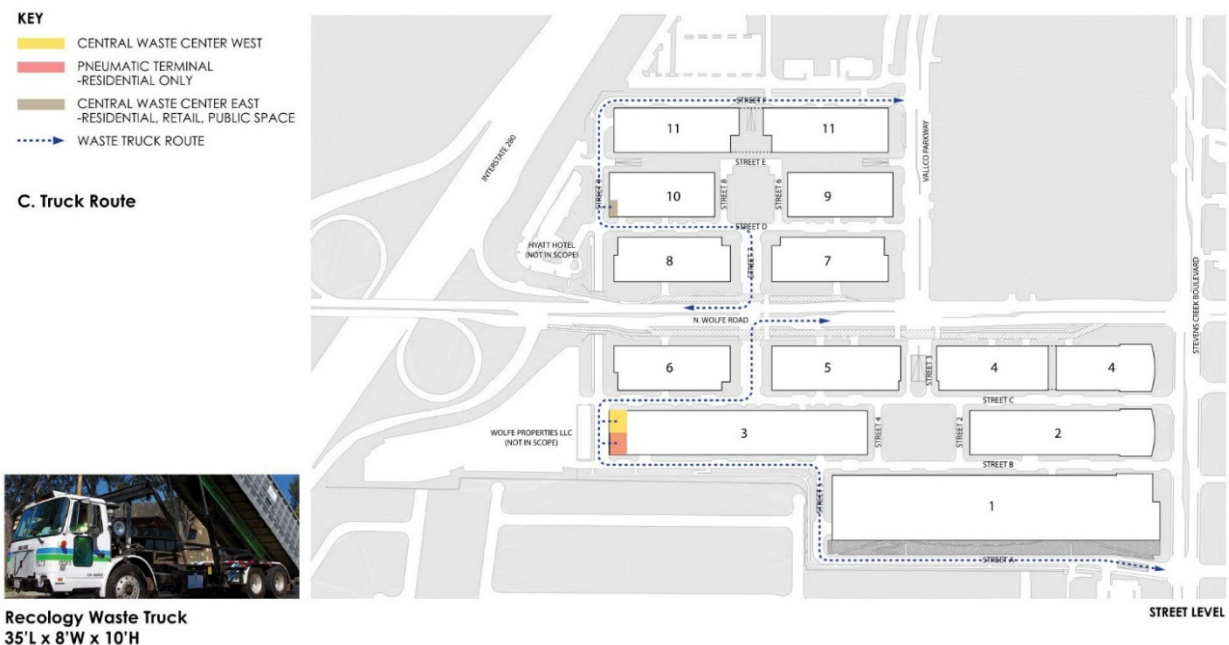 KEY
CENTRAL WASTE CENTER WEST
PNEUMATIC TERMINAL
-RESIDENTIAL ONLY
CENTRAL WASTE CENTER EAST
-RESIDENTIAL, RETAIL, PUBLIC SPACE
WASTE TRUCK ROUTE
C. Truck Route
INTERSTATE 280
STREET F
11
11
STREET E
VALLCO PARKWAY
10
STREET 8
STREET 6
9
STREET D
HYATT HOTEL
(NOT IN SCOPE)
8
7
N. WOLFE ROAD
STEVENS CREEK BOULEVARD
6
5
STREET 3
4
4
STREET C
WOLFE PROPERTIES LLC
(NOT IN SCOPE)
3
STREET 4
STREET 2
2
STREET B
1
STREET A
STREET LEVEL
Recology Waste Truck
35'L x 8'W x 10'H